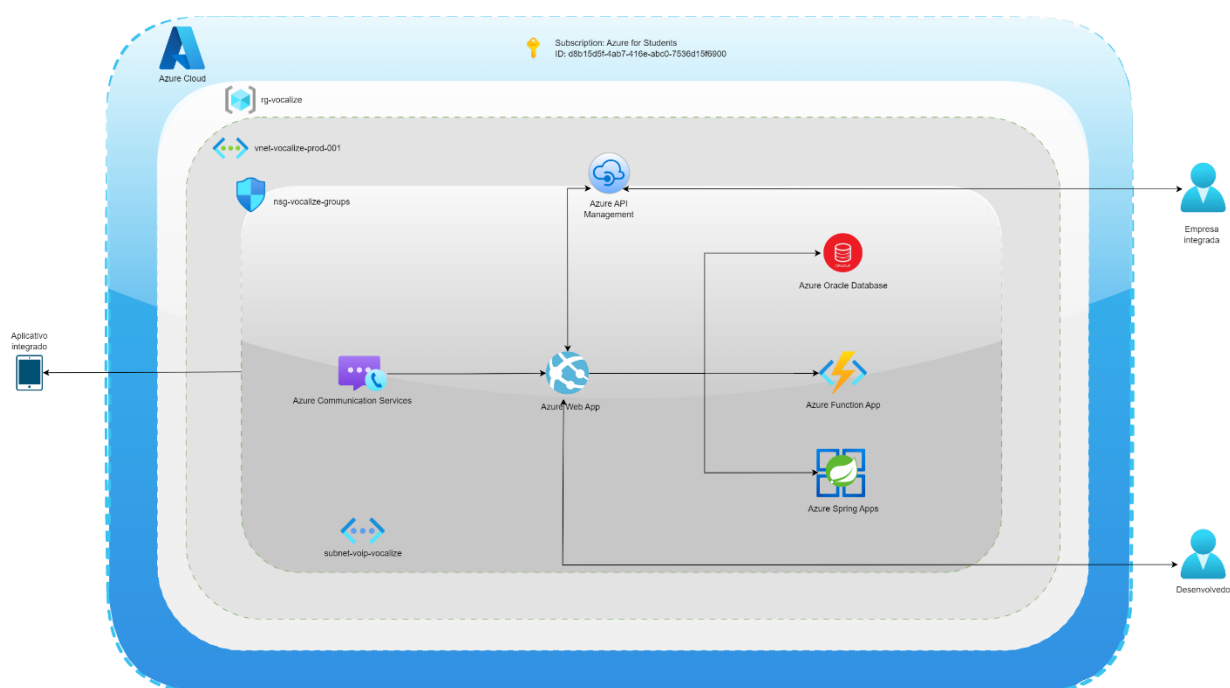 Subscription: Azure for Students
ID: d8b15d5f-4ab7-416e-abc0-7536d15f6900
Azure Cloud
rg-vocalize
vnet-vocalize-prod-001
nsg-vocalize-groups
Azure API
Management
Empresa
integrada
Azure Oracle Database
Aplicativo
integrado
Azure Communication Services
Azure Web App
Azure Function App
Azure Spring Apps
subnet-voip-vocalize
Desenvolvedo